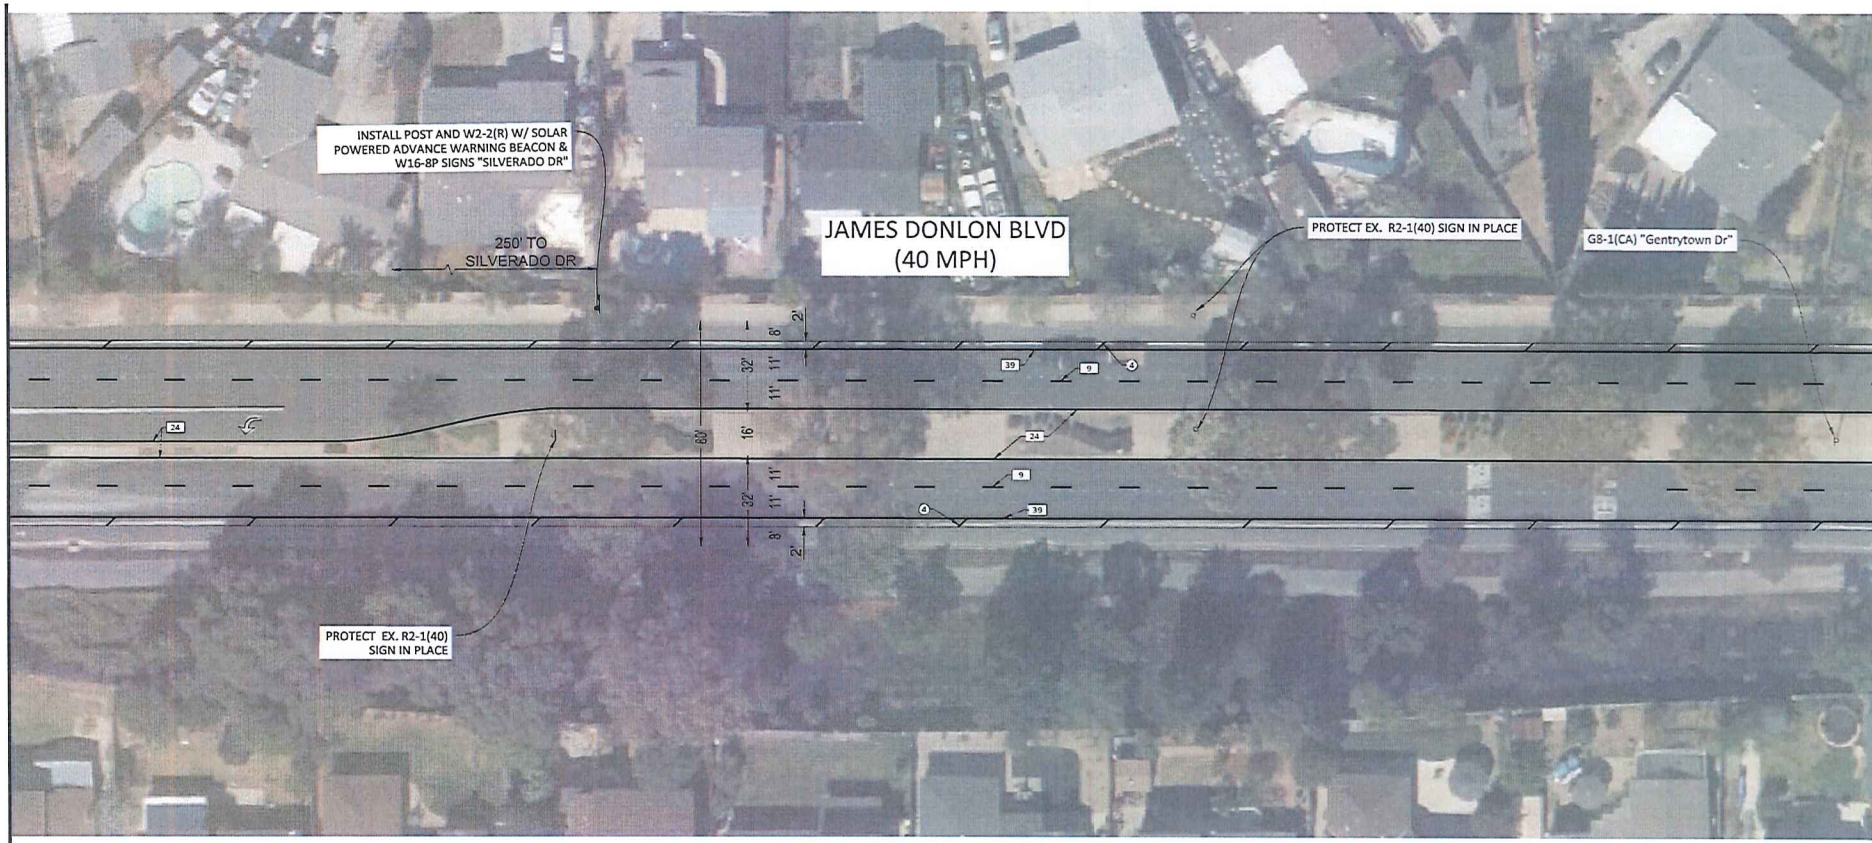 INSTALL POST AND W2-2(R) W/ SOLAR
POWERED ADVANCE WARNING BEACON &
W16-8P SIGNS "SILVERADO DR"
250' TO
SILVERADO DR
JAMES DONLON BLVD
(40 MPH)
PROTECT EX. R2-1(40) SIGN IN PLACE
G8-1(CA) "Gentrytown Dr"
2'
8'
32'
11'
11'
39
9
4
24
80'
16'
24
11'
32'
11'
9
4
39
8'
2'
PROTECT EX. R2-1(40)
SIGN IN PLACE